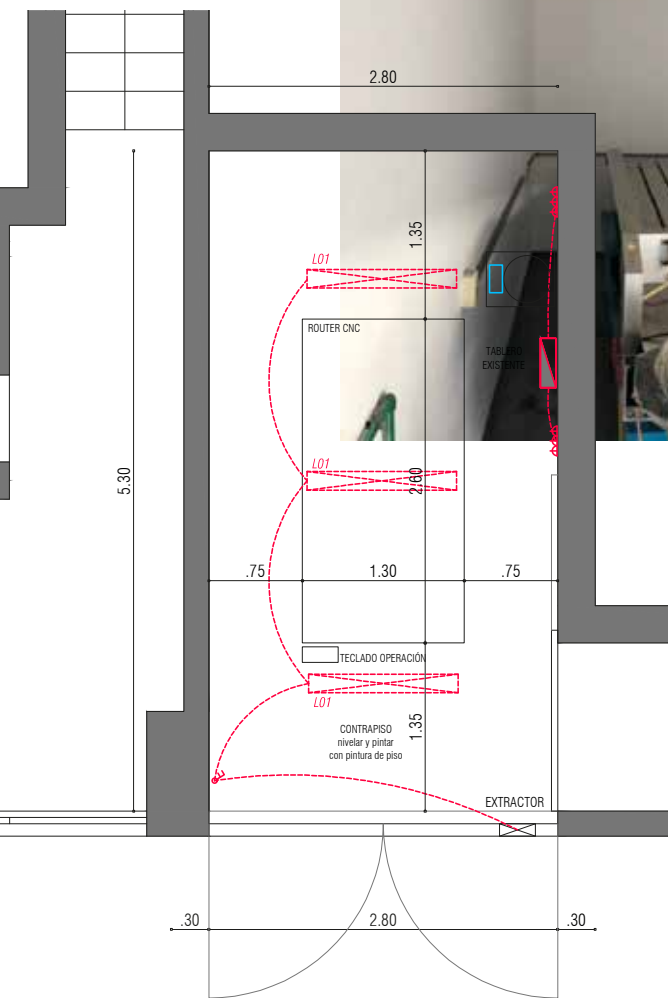 2.80
1.35
L01
ROUTER CNC
TABLERO
EXISTENTE
L01
2.60
5.30
.75
1.30
.75
TECLADO OPERACIÓN
L01
CONTRAPISO
nivelar y pintar
con pintura de piso
1.35
EXTRACTOR
.30
2.80
.30